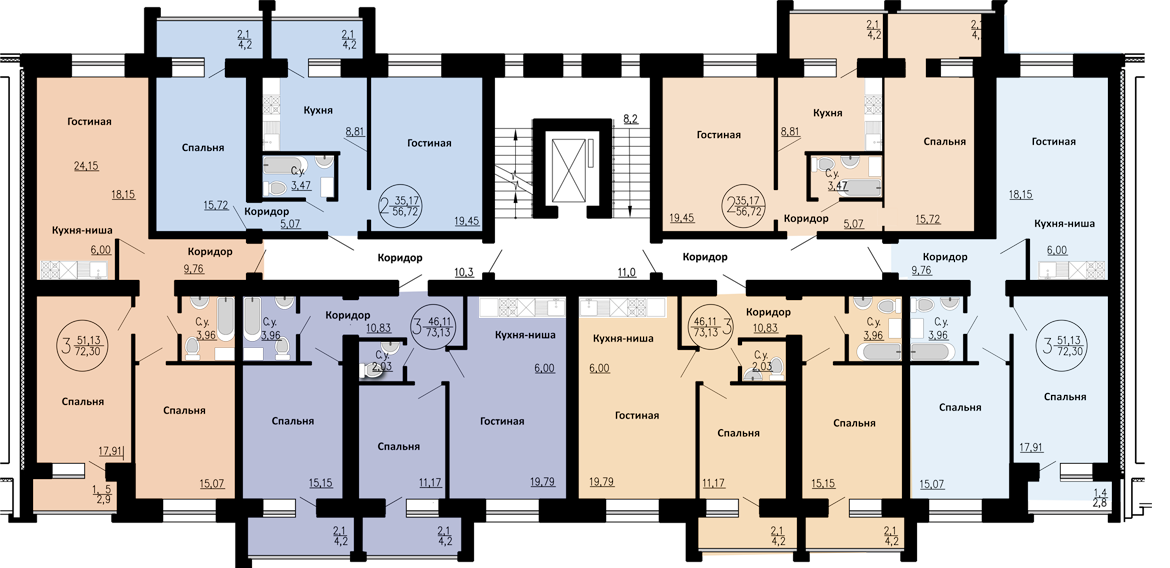 2,1
4,2
2,1
4,2
2,1
4,2
2,1
4,
Гостиная
24,15
18,15
Кухня-ниша
6,00
Спальня
15,72
Кухня
8,81
С.у.
3,47
Коридор
5,07
Гостиная
2 35,17
56,72
19,45
8,2
Гостиная
19,45
2 35,17
56,72
Кухня
8,81
С.у.
3,47
Коридор
5,07
Спальня
15,72
Гостиная
18,15
Кухня-ниша
6,00
Коридор
9,76
Коридор
10,3
11,0
Коридор
Коридор
9,76
3 51,13
72,30
С.у.
3,96
С.у.
3,96
Коридор
10,83
3 46,11
73,13
С.у.
2,03
Кухня-ниша
6,00
Кухня-ниша
6,00
46,11 3
73,13
Коридор
10,83
С.у.
2,03
С.у.
3,96
С.у.
3,96
3 51,13
72,30
Спальня
17,91
Спальня
15,07
Спальня
15,15
Спальня
11,17
Гостиная
19,79
Гостиная
19,79
Спальня
11,17
Спальня
15,15
Спальня
15,07
Спальня
17,91
1, 5
2,9
2,1
4,2
2,1
4,2
2,1
4,2
2,1
4,2
1,4
2,8